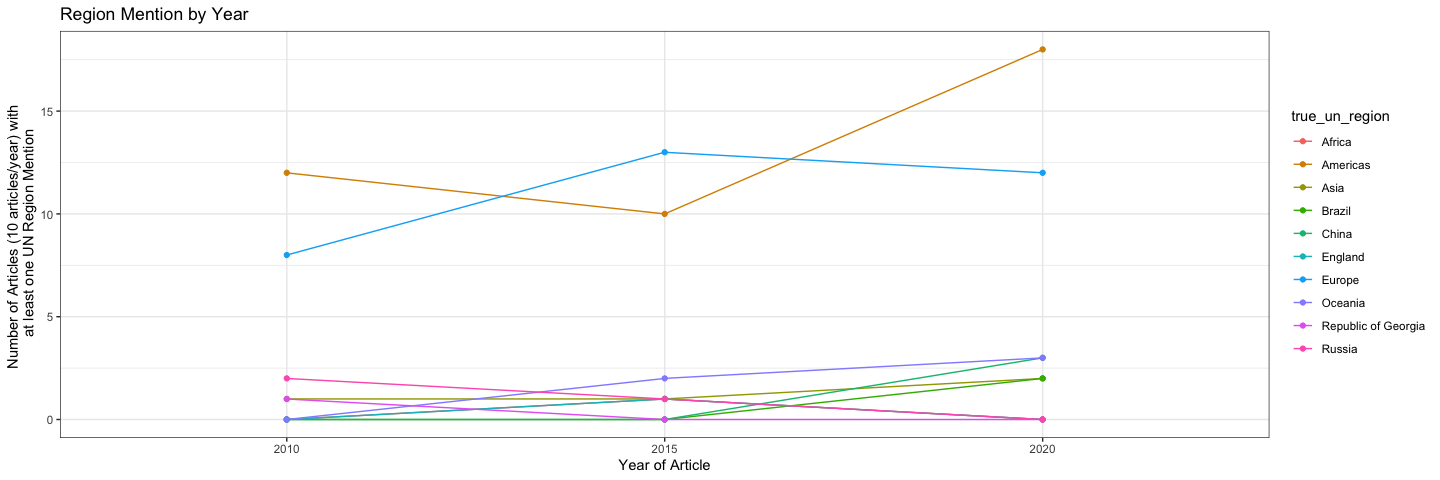 Region Mention by Year
Number of Articles (10 articles/year) with
at least one UN Region Mention
15
10
5
0
2010
2015
2020
Year of Article
true_un_region
Africa
Americas
Asia
Brazil
China
England
Europe
Oceania
Republic of Georgia
Russia